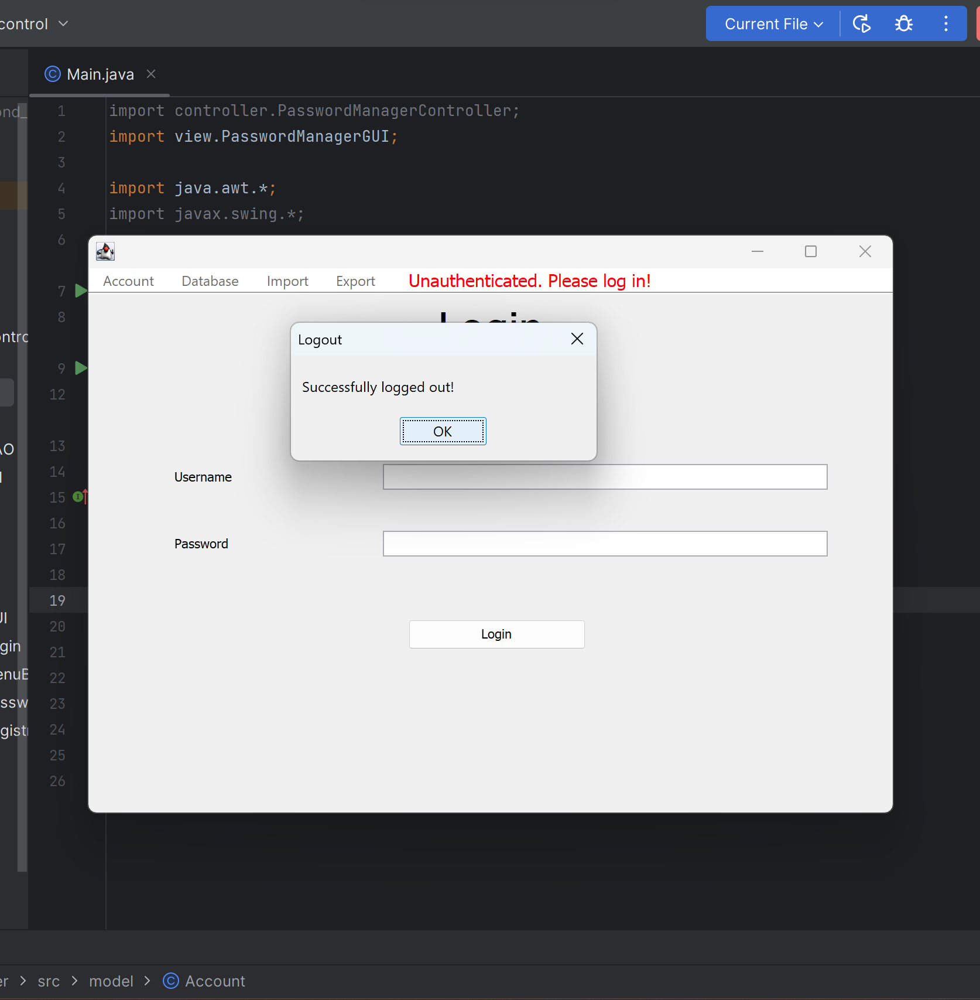 control
Current File
Main.java
1 import controller.PasswordManagerController;
2 import view.PasswordManagerGUI;
3
4 import java.awt.*;
5 import javax.swing.*;
6
7
8
9
12
13
14
15
16
17
18
19
20
21
22
23
24
25
26
ond_
ontro
AO
UI
gin
enuB
ssw
gistr
Account Database Import Export Unauthenticated. Please log in!
Login
Logout
Successfully logged out!
OK
Username
Password
Login
er > src > model > Account